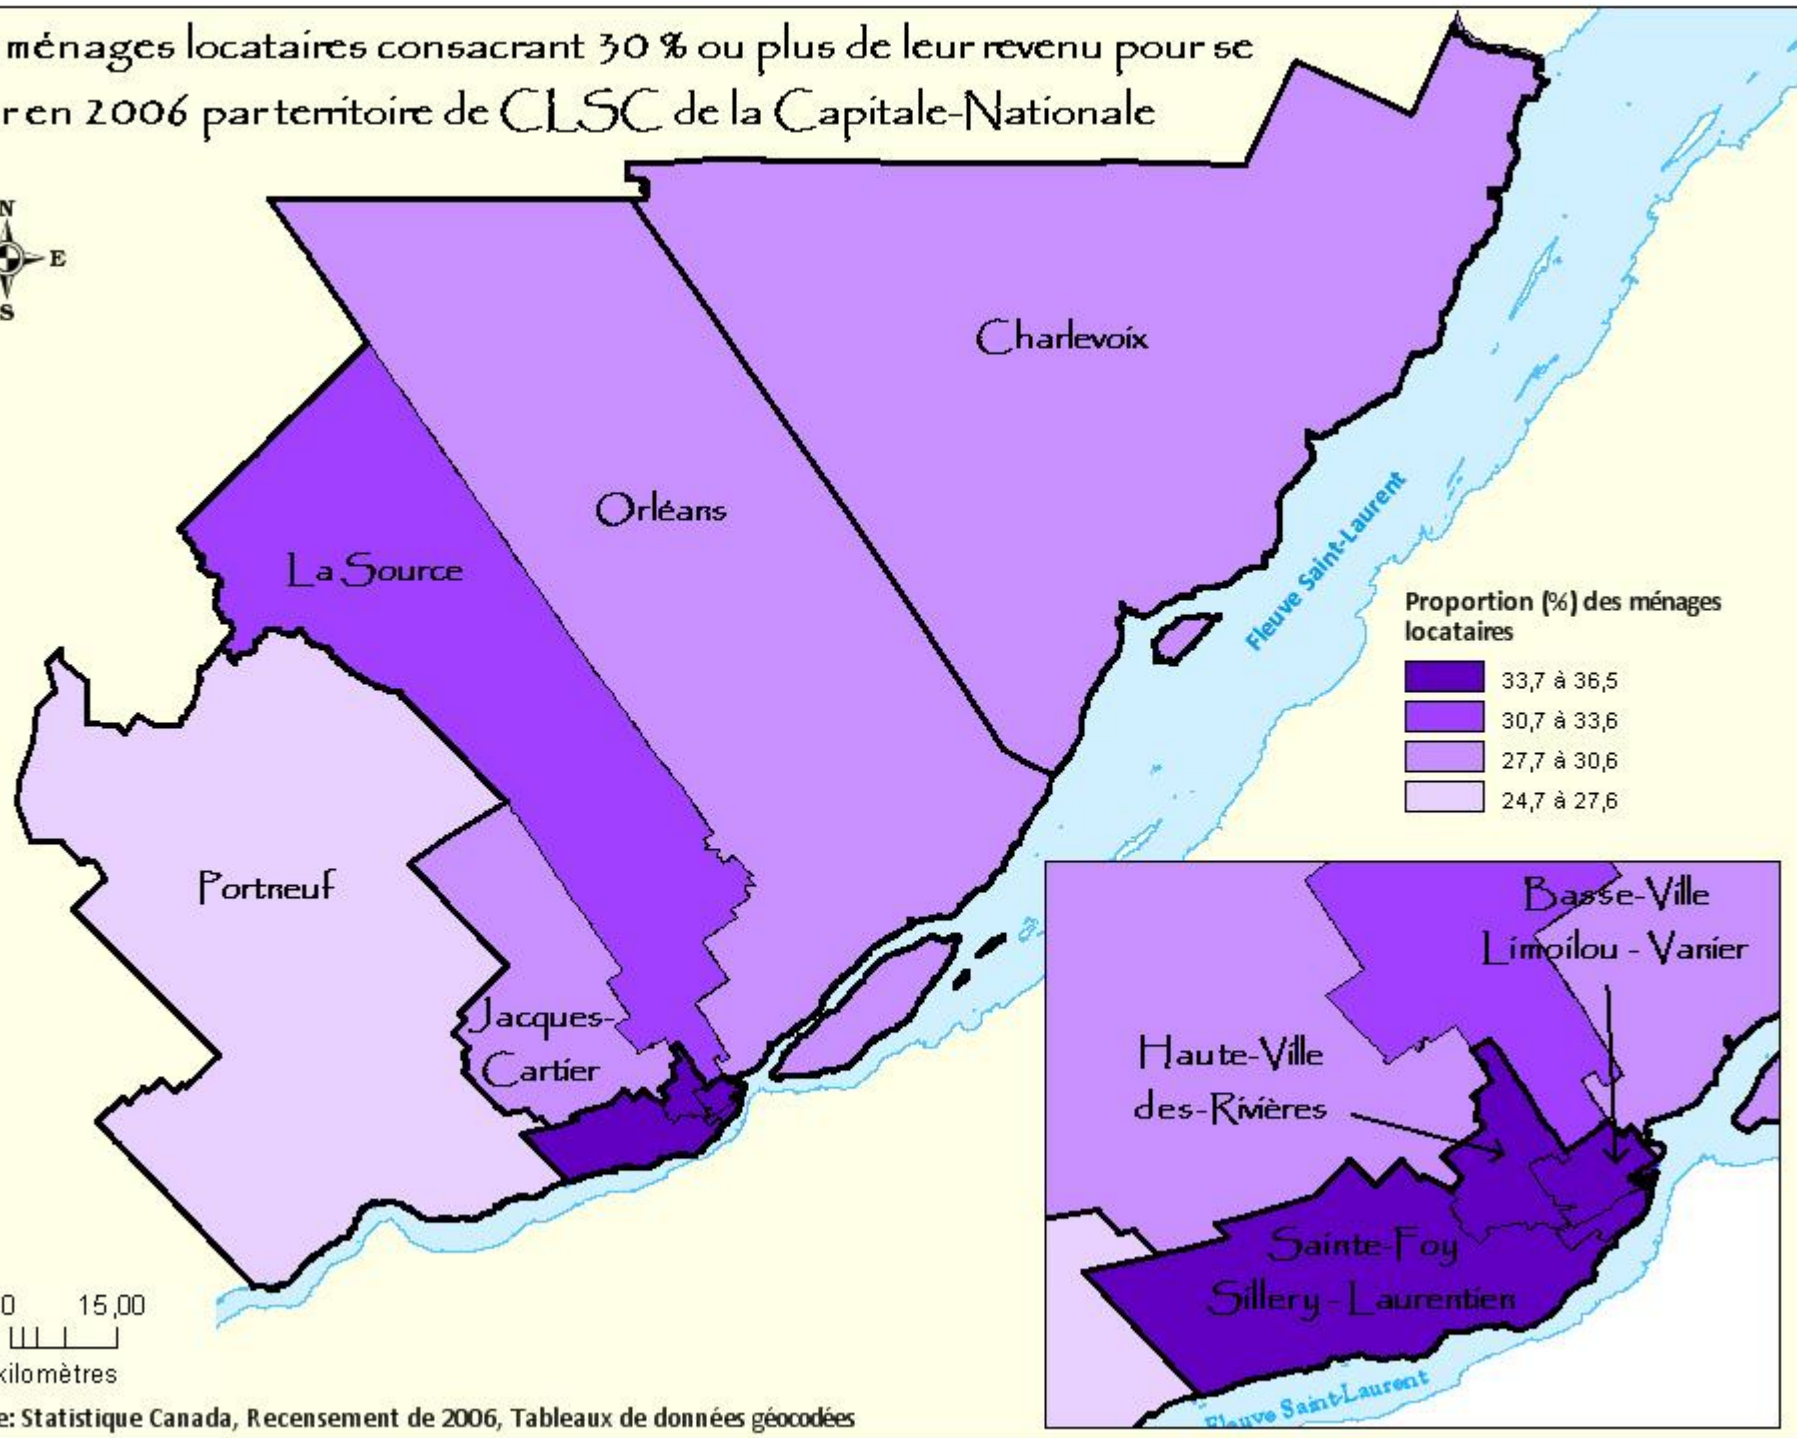 ménages locataires consacrant 30 % ou plus de leur revenu pour se
r en 2006 par territoire de CLSC de la Capitale-Nationale
N
E
S
Charlevoix
Orléans
La Source
Fleuve Saint-Laurent
Proportion (%) des ménages
locataires
33,7 à 36,5
30,7 à 33,6
27,7 à 30,6
24,7 à 27,6
Portneuf
Jacques-
Cartier
Basse-Ville
Limoilou - Vanier
Haute-Ville
des-Rivières
Sainte-Foy
Sillery - Laurentien
Fleuve Saint-Laurent
0 15,00
kilomètres
e: Statistique Canada, Recensement de 2006, Tableaux de données géocodées